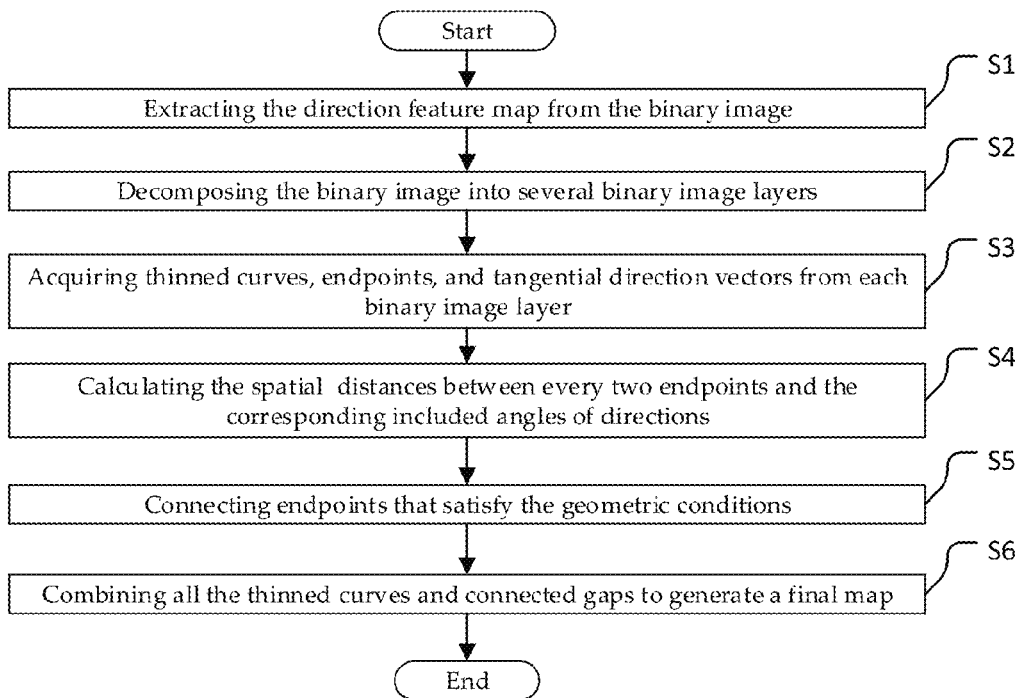 Start
S1
Extracting the direction feature map from the binary image
S2
Decomposing the binary image into several binary image layers
S3
Acquiring thinned curves, endpoints, and tangential direction vectors from each
binary image layer
S4
Calculating the spatial distances between every two endpoints and the
corresponding included angles of directions
S5
Connecting endpoints that satisfy the geometric conditions
S6
Combining all the thinned curves and connected gaps to generate a final map
End